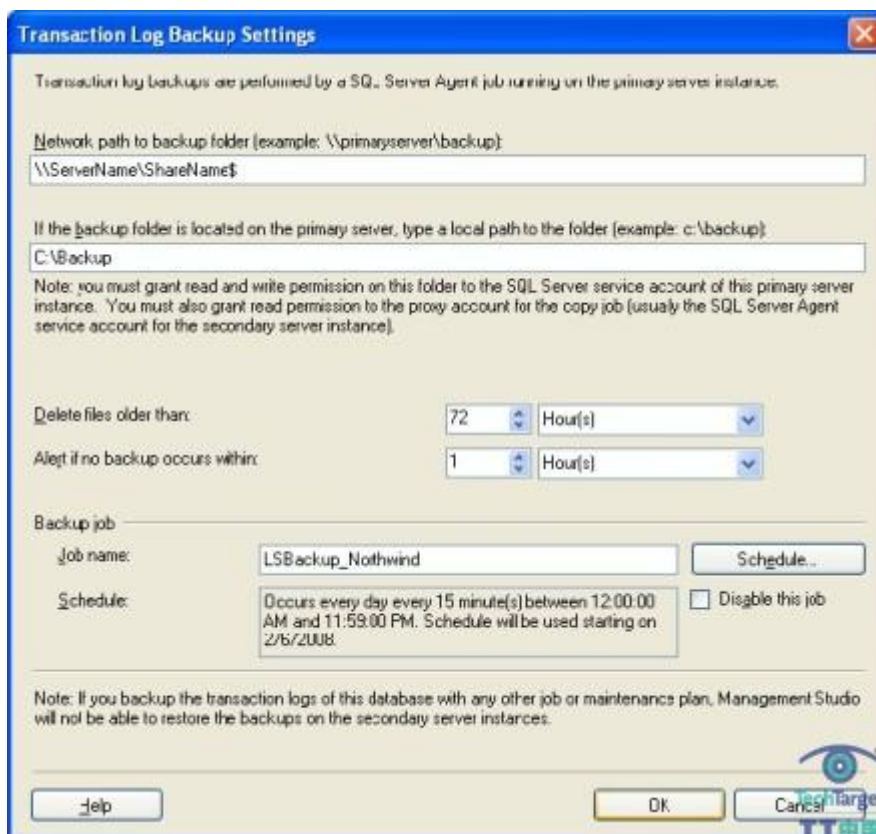 Transaction Log Backup Settings
Transaction log backups are performed by a SQL Server Agent job running on the primary server instance.
Network path to backup folder (example: \\primaryserver\backup):
\\ServerName\ShareName$
If the backup folder is located on the primary server, type a local path to the folder (example: c:\backup):
C:\Backup
Note: you must grant read and write permission on this folder to the SQL Server service account of this primary server
instance. You must also grant read permission to the proxy account for the copy job (usualy the SQL Server Agent
service account for the secondary server instance).
Delete files older than:
72
Hour(s)
Alert if no backup occurs within:
1
Hour(s)
Backup job
Job name:
LSBackup_Nothwind
Schedule...
Schedule:
Occurs every day every 15 minute(s) between 12:00:00
AM and 11:59:00 PM. Schedule will be used starting on
2/6/2008.
Disable this job
Note: If you backup the transaction logs of this database with any other job or maintenance plan, Management Studio
will not be able to restore the backups on the secondary server instances.
Help
OK
Cancel
TechTarget